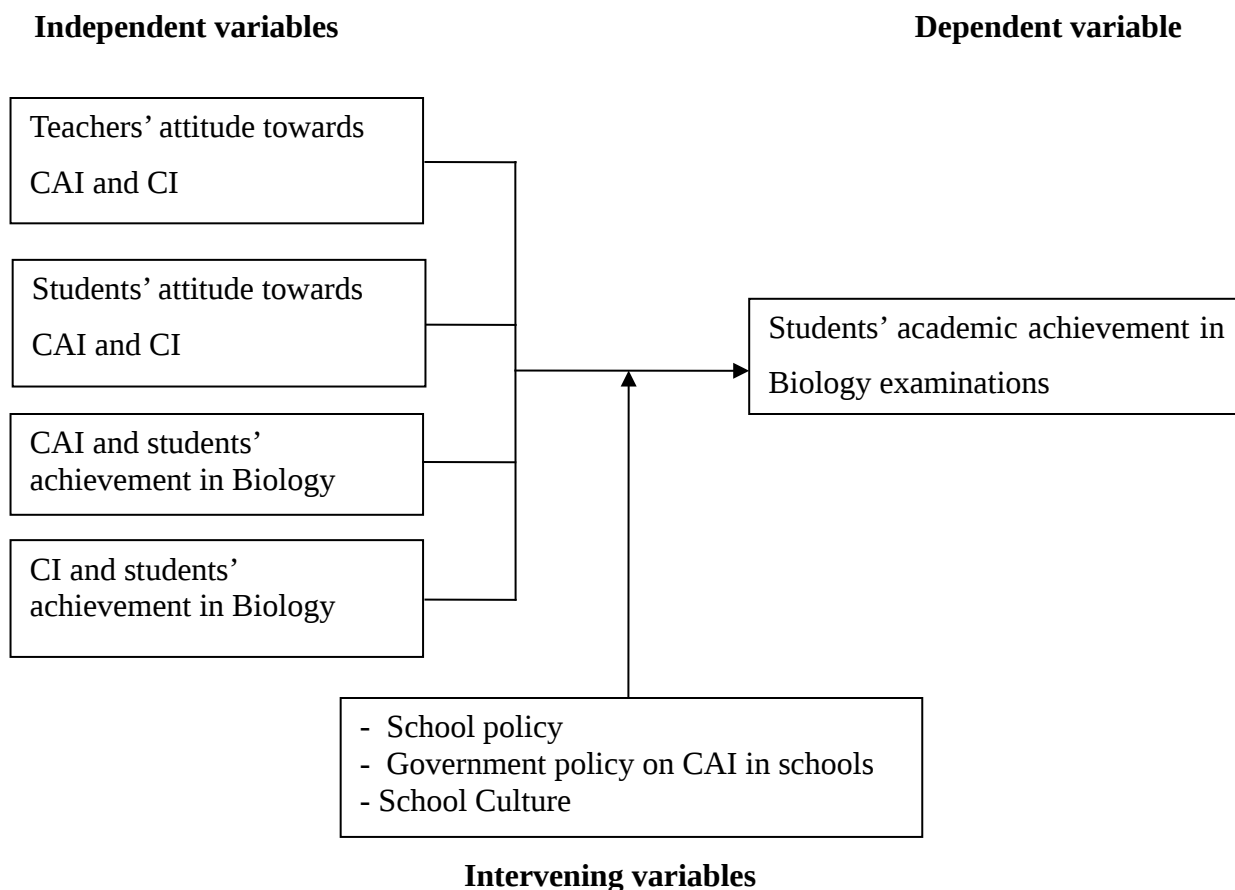 Independent variables
Dependent variable
Teachers’ attitude towards
CAI and CI
Students’ attitude towards
CAI and CI
CAI and students’
achievement in Biology
CI and students’
achievement in Biology
Students’ academic achievement in
Biology examinations
- School policy
- Government policy on CAI in schools
- School Culture
Intervening variables